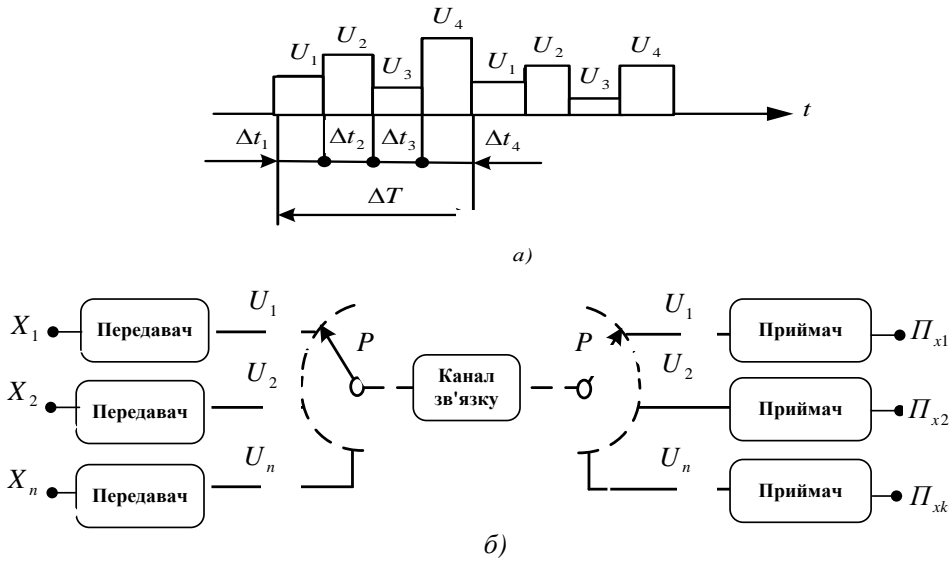 U₁ U₂ U₃ U₄ U₁ U₂ U₃ U₄
t
Δt₁ Δt₂ Δt₃ Δt₄
ΔT
а)
X₁ Передавач U₁ P P U₁ Приймач Пₓ₁
X₂ Передавач U₂ Канал зв'язку U₂ Приймач Пₓ₂
Xₙ Передавач Uₙ Uₙ Приймач Пₓₖ
б)